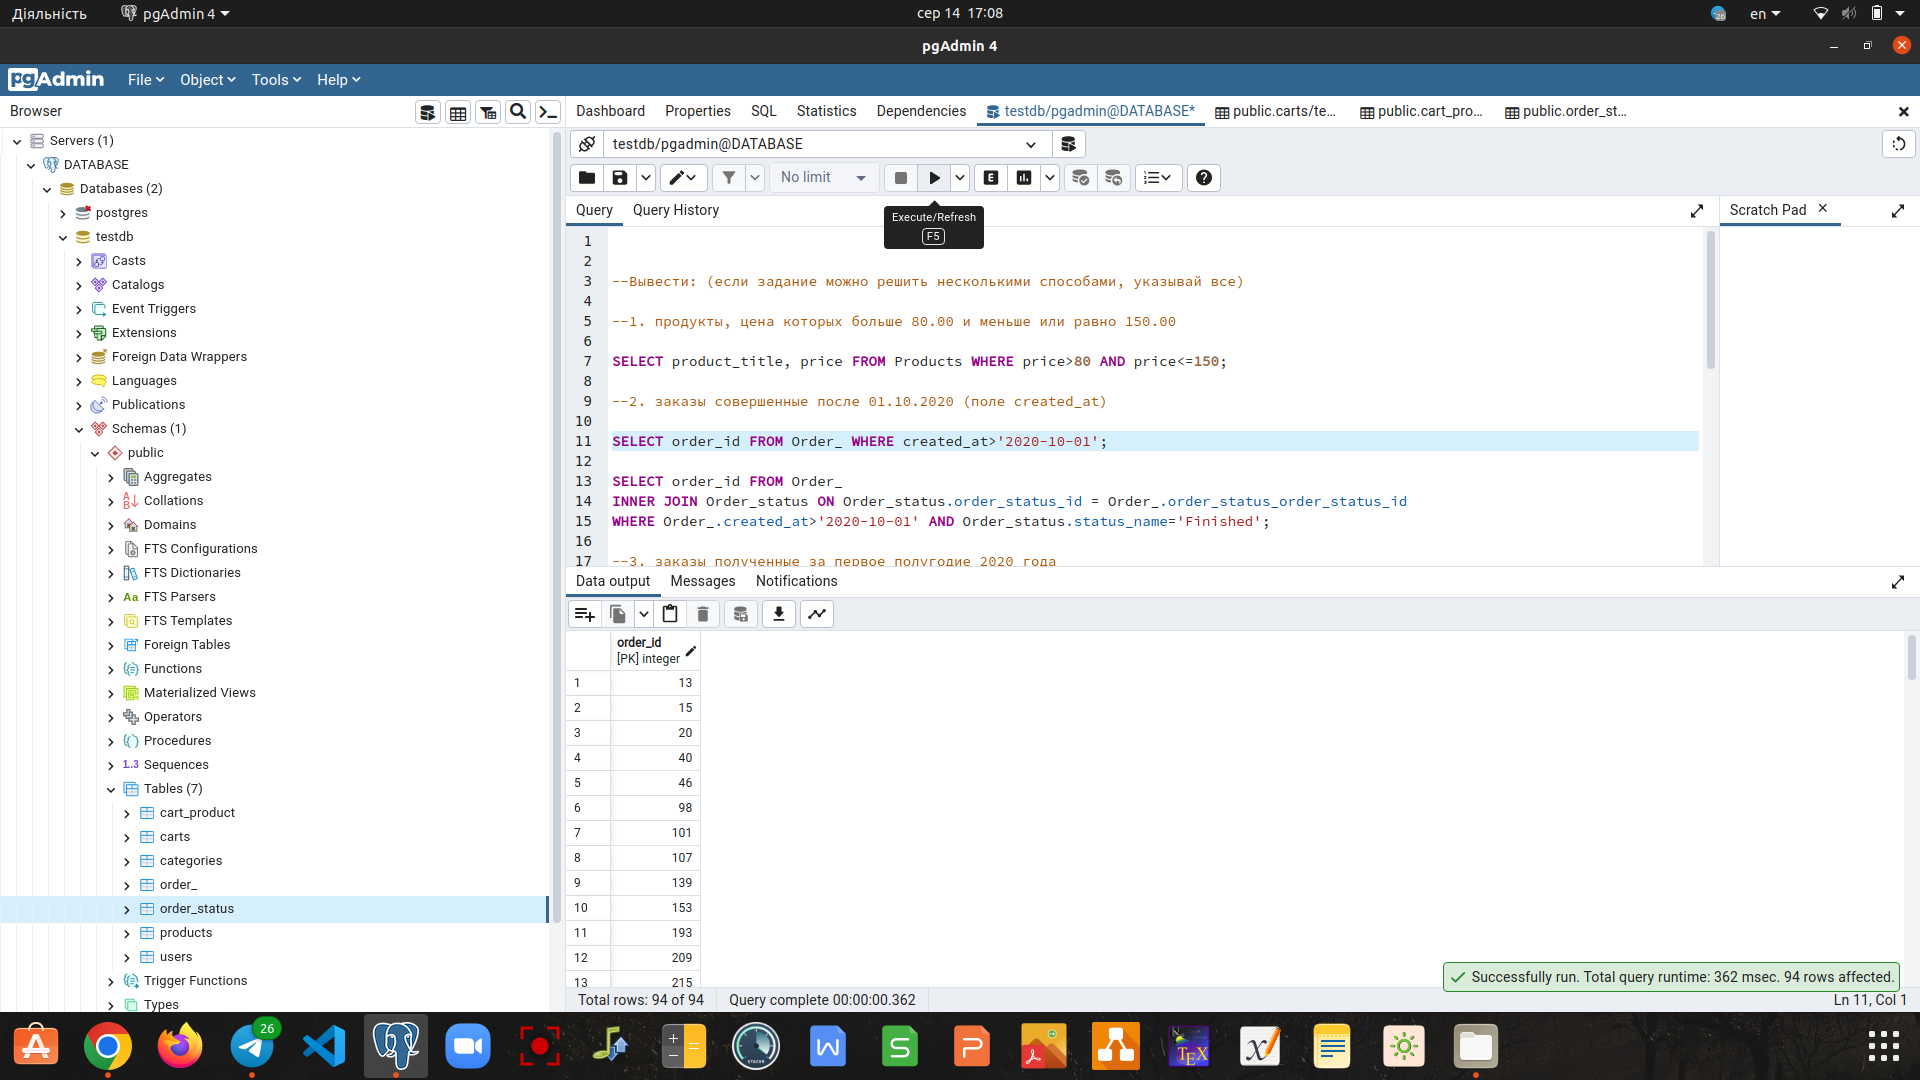 Діяльність pgAdmin 4 сер 14 17:08 26 en
pgAdmin 4
pgAdmin File Object Tools Help
Browser
Servers (1)
DATABASE
Databases (2)
postgres
testdb
Casts
Catalogs
Event Triggers
Extensions
Foreign Data Wrappers
Languages
Publications
Schemas (1)
public
Aggregates
Collations
Domains
FTS Configurations
FTS Dictionaries
FTS Parsers
FTS Templates
Foreign Tables
Functions
Materialized Views
Operators
Procedures
1.3 Sequences
Tables (7)
cart_product
carts
categories
order_
order_status
products
users
Trigger Functions
Types
Dashboard Properties SQL Statistics Dependencies testdb/pgadmin@DATABASE* public.carts/te... public.cart_pro... public.order_st...
testdb/pgadmin@DATABASE
No limit E
Query Query History Scratch Pad
Execute/Refresh
F5
1
2
3 --Вывести: (если задание можно решить несколькими способами, указывай все)
4
5 --1. продукты, цена которых больше 80.00 и меньше или равно 150.00
6
7 SELECT product_title, price FROM Products WHERE price>80 AND price<=150;
8
9 --2. заказы совершенные после 01.10.2020 (поле created_at)
10
11 SELECT order_id FROM Order_ WHERE created_at>'2020-10-01';
12
13 SELECT order_id FROM Order_
14 INNER JOIN Order_status ON Order_status.order_status_id = Order_.order_status_order_status_id
15 WHERE Order_.created_at>'2020-10-01' AND Order_status.status_name='Finished';
16
17 --3. заказы полученные за первое полугодие 2020 года
Data output Messages Notifications
order_id
[PK] integer
1 13
2 15
3 20
4 40
5 46
6 98
7 101
8 107
9 139
10 153
11 193
12 209
13 215
Successfully run. Total query runtime: 362 msec. 94 rows affected.
Total rows: 94 of 94 Query complete 00:00:00.362 Ln 11, Col 1
26